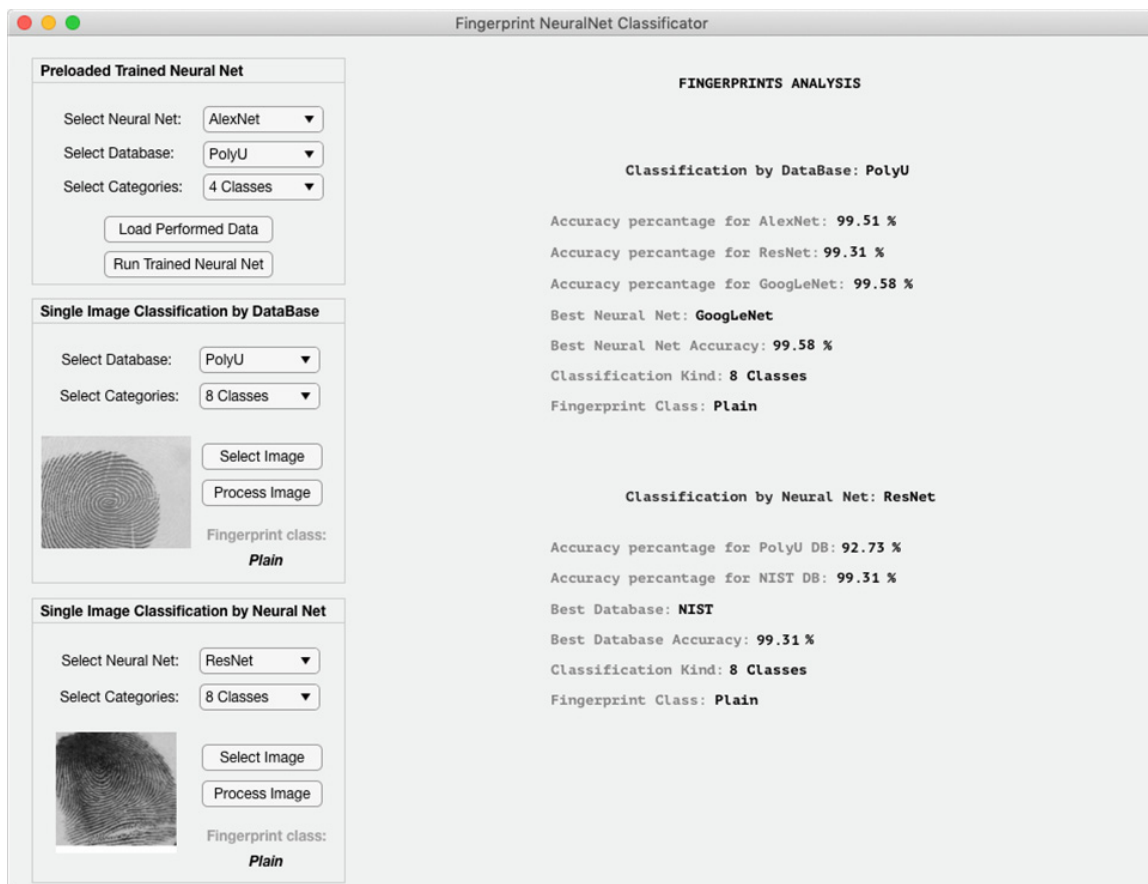 Fingerprint NeuralNet Classificator
Preloaded Trained Neural Net
Select Neural Net: AlexNet
Select Database: PolyU
Select Categories: 4 Classes
Load Performed Data
Run Trained Neural Net
Single Image Classification by DataBase
Select Database: PolyU
Select Categories: 8 Classes
Select Image
Process Image
Fingerprint class:
Plain
Single Image Classification by Neural Net
Select Neural Net: ResNet
Select Categories: 8 Classes
Select Image
Process Image
Fingerprint class:
Plain
FINGERPRINTS ANALYSIS
Classification by DataBase: PolyU
Accuracy percentage for AlexNet: 99.51 %
Accuracy percentage for ResNet: 99.31 %
Accuracy percentage for GoogLeNet: 99.58 %
Best Neural Net: GoogLeNet
Best Neural Net Accuracy: 99.58 %
Classification Kind: 8 Classes
Fingerprint Class: Plain
Classification by Neural Net: ResNet
Accuracy percentage for PolyU DB: 92.73 %
Accuracy percentage for NIST DB: 99.31 %
Best Database: NIST
Best Database Accuracy: 99.31 %
Classification Kind: 8 Classes
Fingerprint Class: Plain